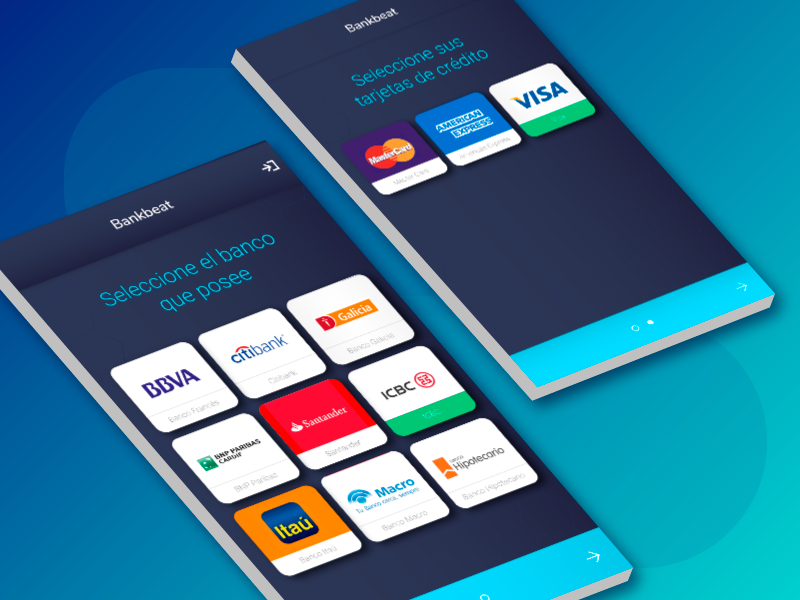 Bankbeat
Seleccione sus
tarjetas de crédito
MasterCard
Master Card
AMERICAN
EXPRESS
American Express
VISA
Visa
Bankbeat
Seleccione el banco
que posee
BBVA
Banco Francés
citibank
Citibank
Galicia
Banco Galicia
BNP PARIBAS
CARDIF
BNP Paribas
Santander
Santander
ICBC
ICBC
Itaú
Banco Itaú
Macro
Tu banco cerca, siempre
Banco Macro
Hipotecario
Banco Hipotecario